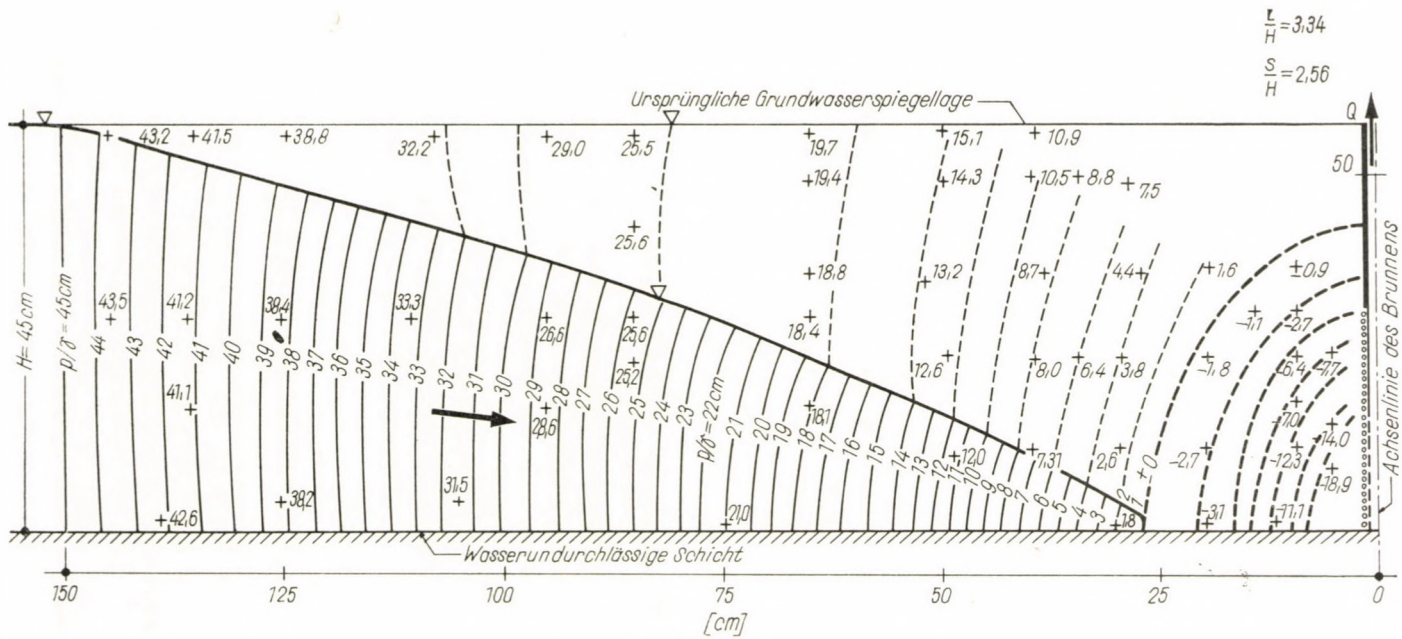 L/H = 3,34
S/H = 2,56
Ursprüngliche Grundwasserspiegellage
Q
50
43,2 41,5 38,8 32,2 29,0 25,5 19,7 15,1 10,9
19,4 14,3 10,5 8,8 7,5
25,6
18,8 13,2 8,7 4,4 1,6 ±0,9
43,5 41,2 38,4 33,3 26,6 25,6 18,4 -1,1 -2,7
25,2 12,6 8,0 6,4 3,8 -1,8 -6,4 -7,7
41,1 28,6 18,1 -7,0 -14,0
12,0 7,31 2,6 +0 -2,7 -12,3 -18,9
42,6 38,2 31,5 21,0 1,8 -3,1 -11,1
H = 45cm
p/γ = 45cm
44 43 42 41 40 39 38 37 36 35 34 33 32 31 30 29 28 27 26 25 24 23 p/γ = 22cm 21 20 19 18 17 16 15 14 13 12 11 10 9 8 7 6 5 4 3 2 1
Achsenlinie des Brunnens
Wasserundurchlässige Schicht
150 125 100 75 50 25 0
[cm]